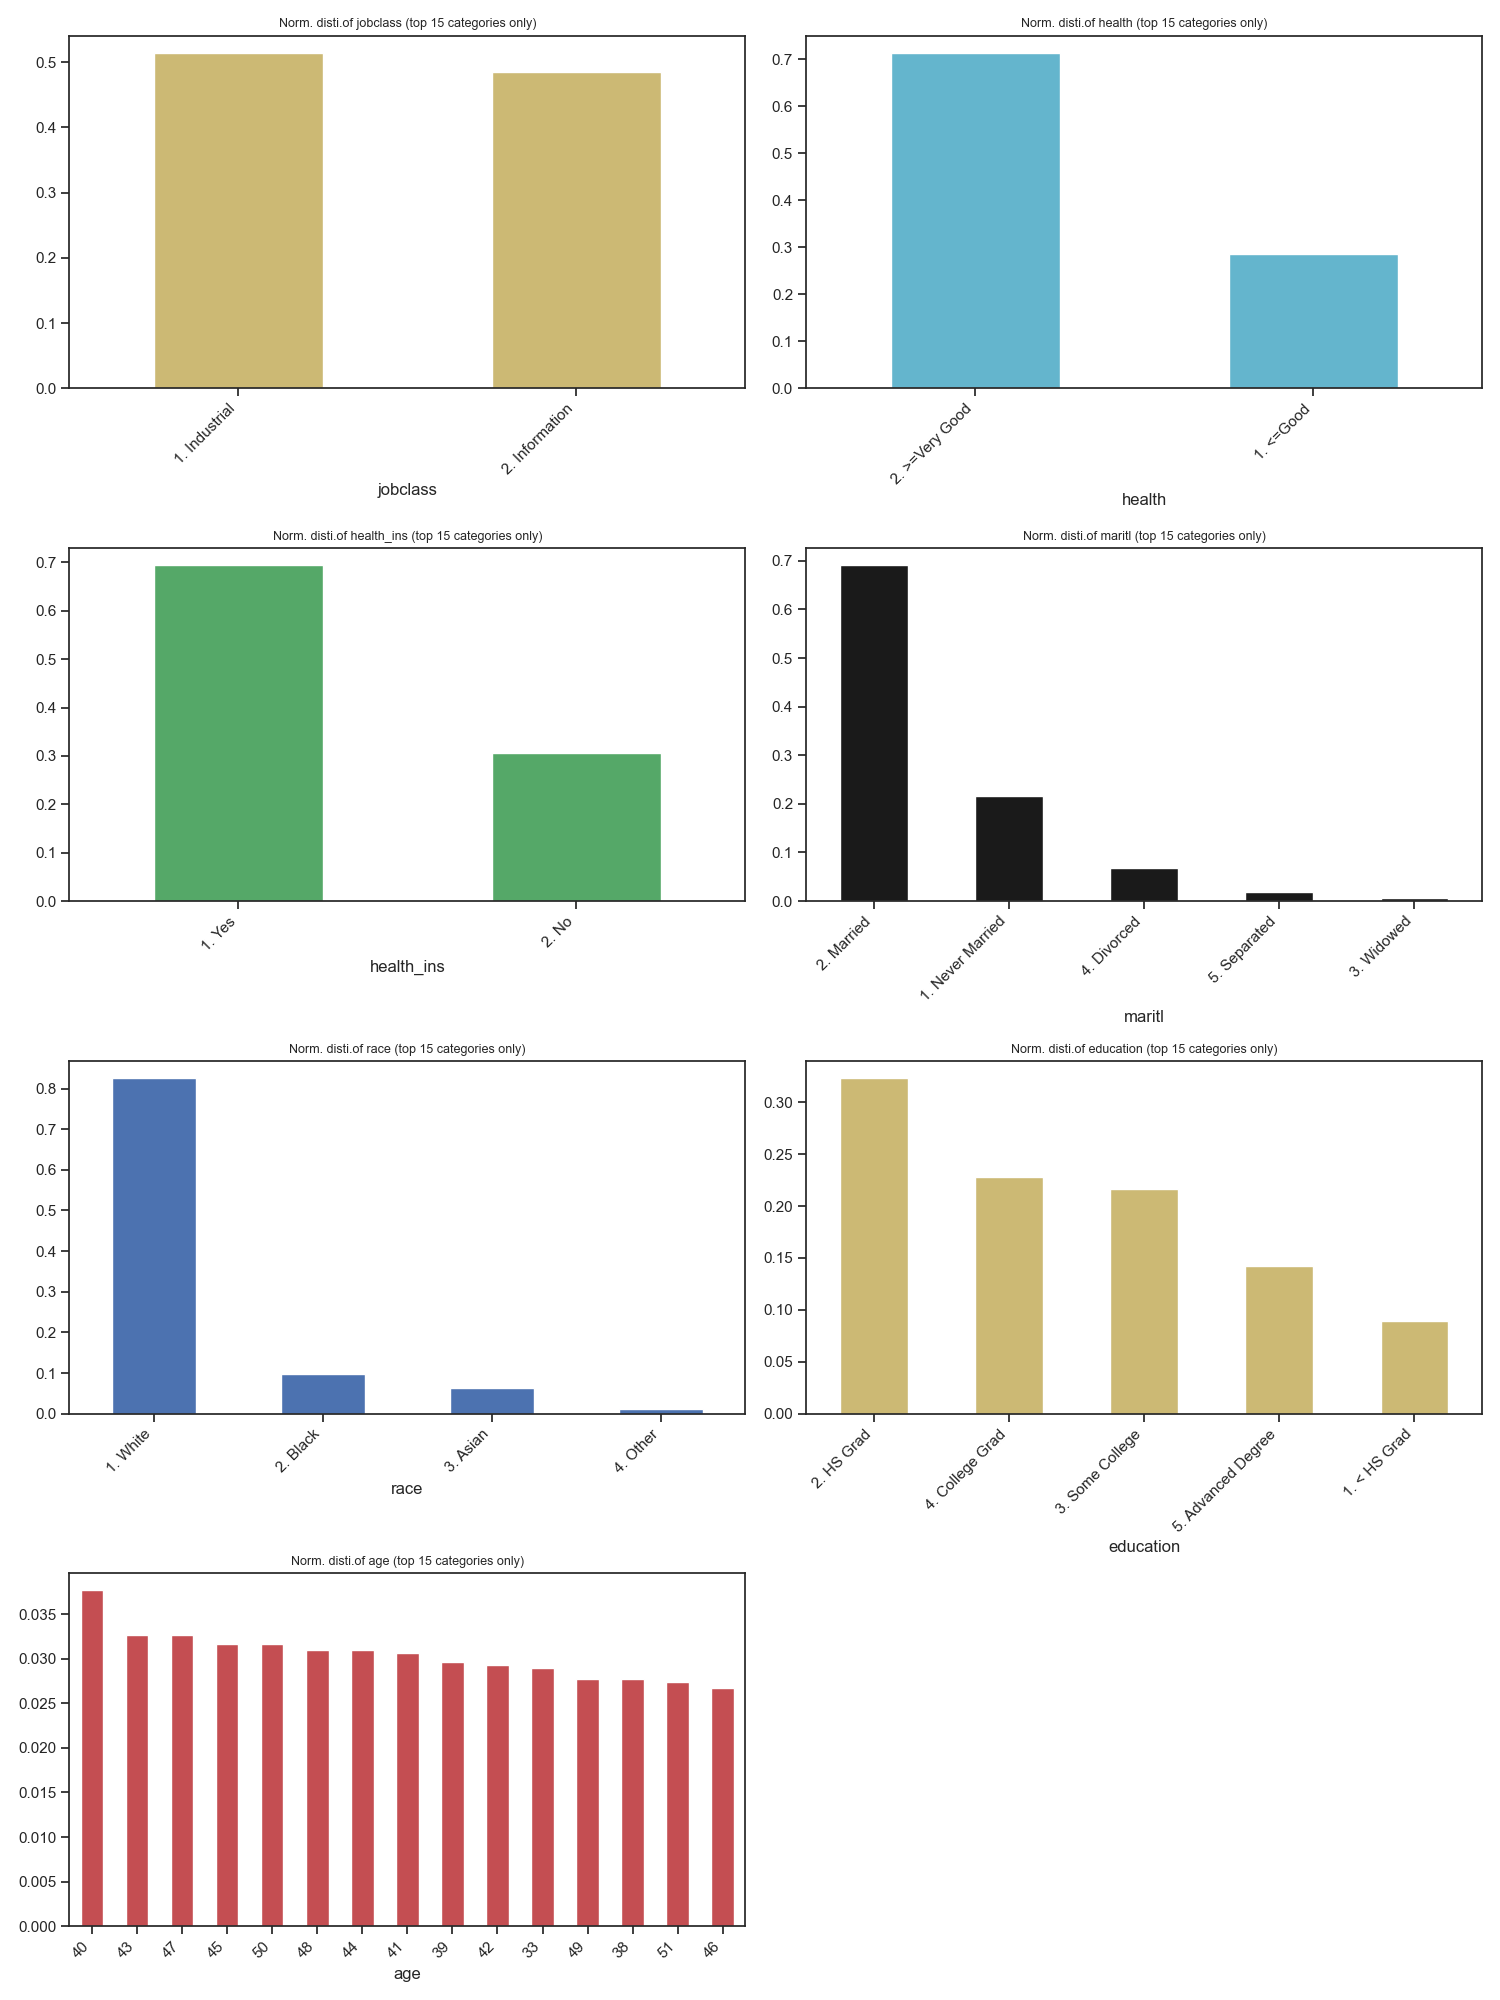 Norm. disti.of jobclass (top 15 categories only)
0.5
0.4
0.3
0.2
0.1
0.0
1. Industrial
2. Information
jobclass
Norm. disti.of health (top 15 categories only)
0.7
0.6
0.5
0.4
0.3
0.2
0.1
0.0
2. >=Very Good
1. <=Good
health
Norm. disti.of health_ins (top 15 categories only)
0.7
0.6
0.5
0.4
0.3
0.2
0.1
0.0
1. Yes
2. No
health_ins
Norm. disti.of maritl (top 15 categories only)
0.7
0.6
0.5
0.4
0.3
0.2
0.1
0.0
2. Married
1. Never Married
4. Divorced
5. Separated
3. Widowed
maritl
Norm. disti.of race (top 15 categories only)
0.8
0.7
0.6
0.5
0.4
0.3
0.2
0.1
0.0
1. White
2. Black
3. Asian
4. Other
race
Norm. disti.of education (top 15 categories only)
0.30
0.25
0.20
0.15
0.10
0.05
0.00
2. HS Grad
4. College Grad
3. Some College
5. Advanced Degree
1. < HS Grad
education
Norm. disti.of age (top 15 categories only)
0.035
0.030
0.025
0.020
0.015
0.010
0.005
0.000
40
43
47
45
50
48
44
41
39
42
33
49
38
51
46
age